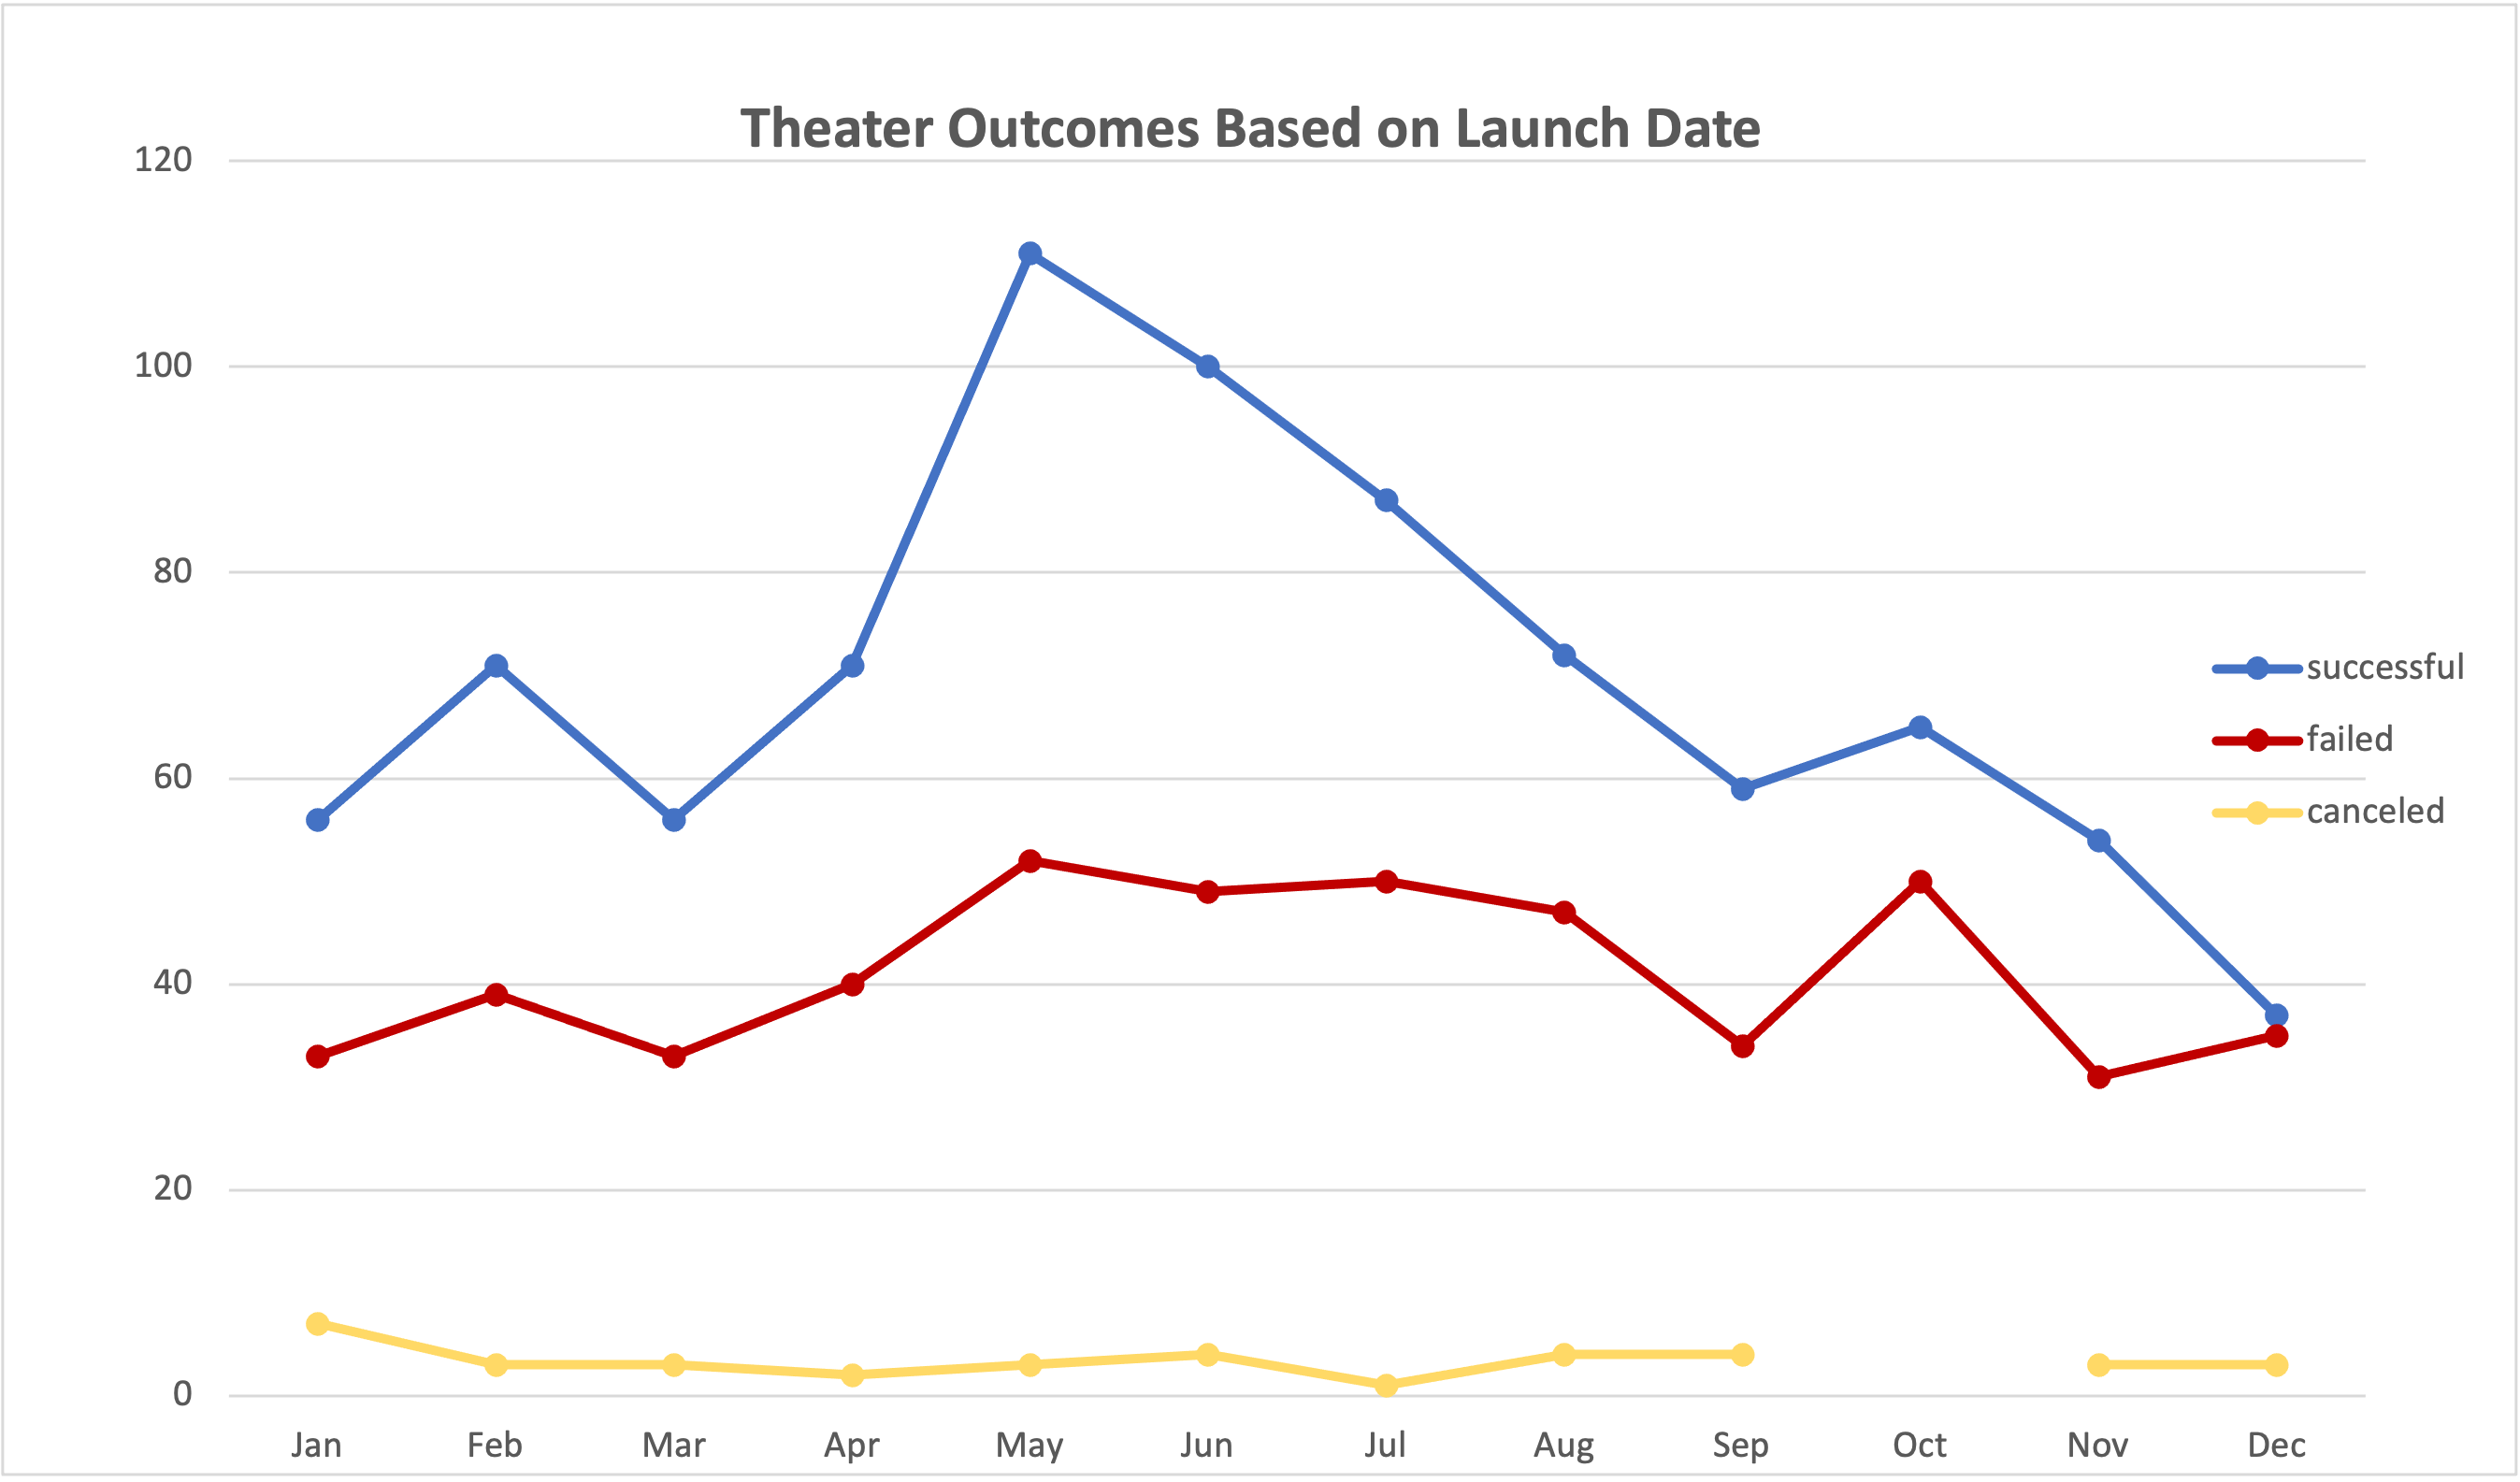 Theater Outcomes Based on Launch Date
120
100
80
60
40
20
0
Jan Feb Mar Apr May Jun Jul Aug Sep Oct Nov Dec
successful
failed
canceled